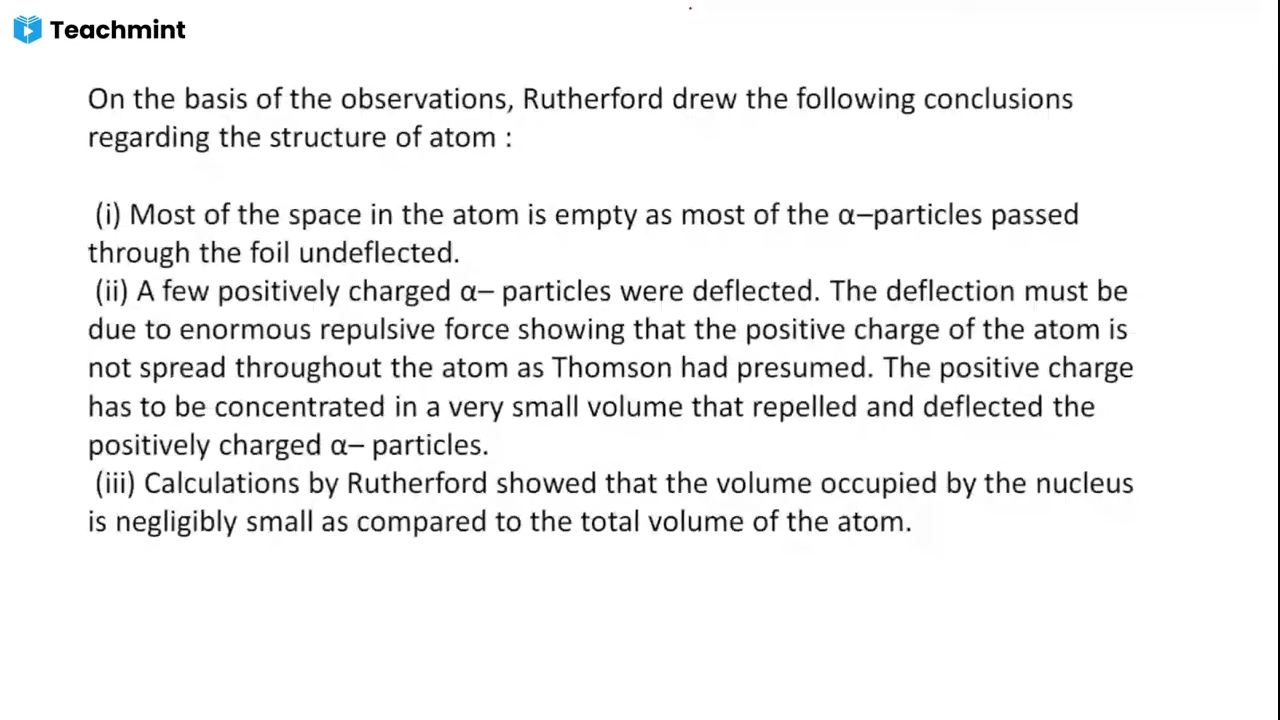 Teachmint
On the basis of the observations, Rutherford drew the following conclusions
regarding the structure of atom :
(i) Most of the space in the atom is empty as most of the α–particles passed
through the foil undeflected.
(ii) A few positively charged α– particles were deflected. The deflection must be
due to enormous repulsive force showing that the positive charge of the atom is
not spread throughout the atom as Thomson had presumed. The positive charge
has to be concentrated in a very small volume that repelled and deflected the
positively charged α– particles.
(iii) Calculations by Rutherford showed that the volume occupied by the nucleus
is negligibly small as compared to the total volume of the atom.